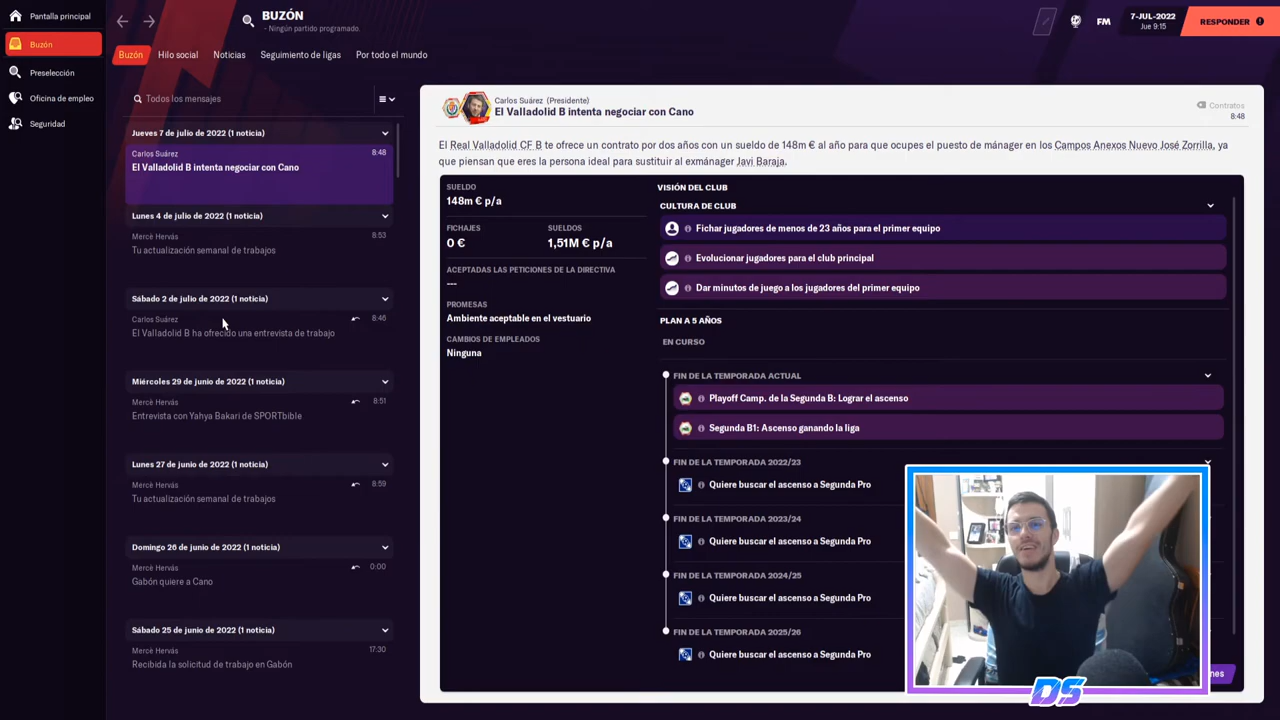 Pantalla principal
Buzón
Preselección
Oficina de empleo
Seguridad
BUZÓN
- Ningún partido programado.
FM
7-JUL-2022
Jue 9:15
RESPONDER
Buzón
Hilo social
Noticias
Seguimiento de ligas
Por todo el mundo
Todos los mensajes
Jueves 7 de julio de 2022 (1 noticia)
Carlos Suárez
8:48
El Valladolid B intenta negociar con Cano
Lunes 4 de julio de 2022 (1 noticia)
Mercè Hervás
8:53
Tu actualización semanal de trabajos
Sábado 2 de julio de 2022 (1 noticia)
Carlos Suárez
8:46
El Valladolid B ha ofrecido una entrevista de trabajo
Miércoles 29 de junio de 2022 (1 noticia)
Mercè Hervás
8:51
Entrevista con Yahya Bakari de SPORTbible
Lunes 27 de junio de 2022 (1 noticia)
Mercè Hervás
8:59
Tu actualización semanal de trabajos
Domingo 26 de junio de 2022 (1 noticia)
Mercè Hervás
0:00
Gabón quiere a Cano
Sábado 25 de junio de 2022 (1 noticia)
Mercè Hervás
17:30
Recibida la solicitud de trabajo en Gabón
Carlos Suárez (Presidente)
El Valladolid B intenta negociar con Cano
Contratos
8:48
El Real Valladolid CF B te ofrece un contrato por dos años con un sueldo de 148m € al año para que ocupes el puesto de mánager en los Campos Anexos Nuevo José Zorrilla, ya
que piensan que eres la persona ideal para sustituir al exmánager Javi Baraja.
SUELDO
148m € p/a
FICHAJES
0 €
SUELDOS
1,51M € p/a
ACEPTADAS LAS PETICIONES DE LA DIRECTIVA
---
PROMESAS
Ambiente aceptable en el vestuario
CAMBIOS DE EMPLEADOS
Ninguna
VISIÓN DEL CLUB
CULTURA DE CLUB
Fichar jugadores de menos de 23 años para el primer equipo
Evolucionar jugadores para el club principal
Dar minutos de juego a los jugadores del primer equipo
PLAN A 5 AÑOS
EN CURSO
FIN DE LA TEMPORADA ACTUAL
Playoff Camp. de la Segunda B: Lograr el ascenso
Segunda B1: Ascenso ganando la liga
FIN DE LA TEMPORADA 2022/23
Quiere buscar el ascenso a Segunda Pro
FIN DE LA TEMPORADA 2023/24
Quiere buscar el ascenso a Segunda Pro
FIN DE LA TEMPORADA 2024/25
Quiere buscar el ascenso a Segunda Pro
FIN DE LA TEMPORADA 2025/26
Quiere buscar el ascenso a Segunda Pro
nes
DS